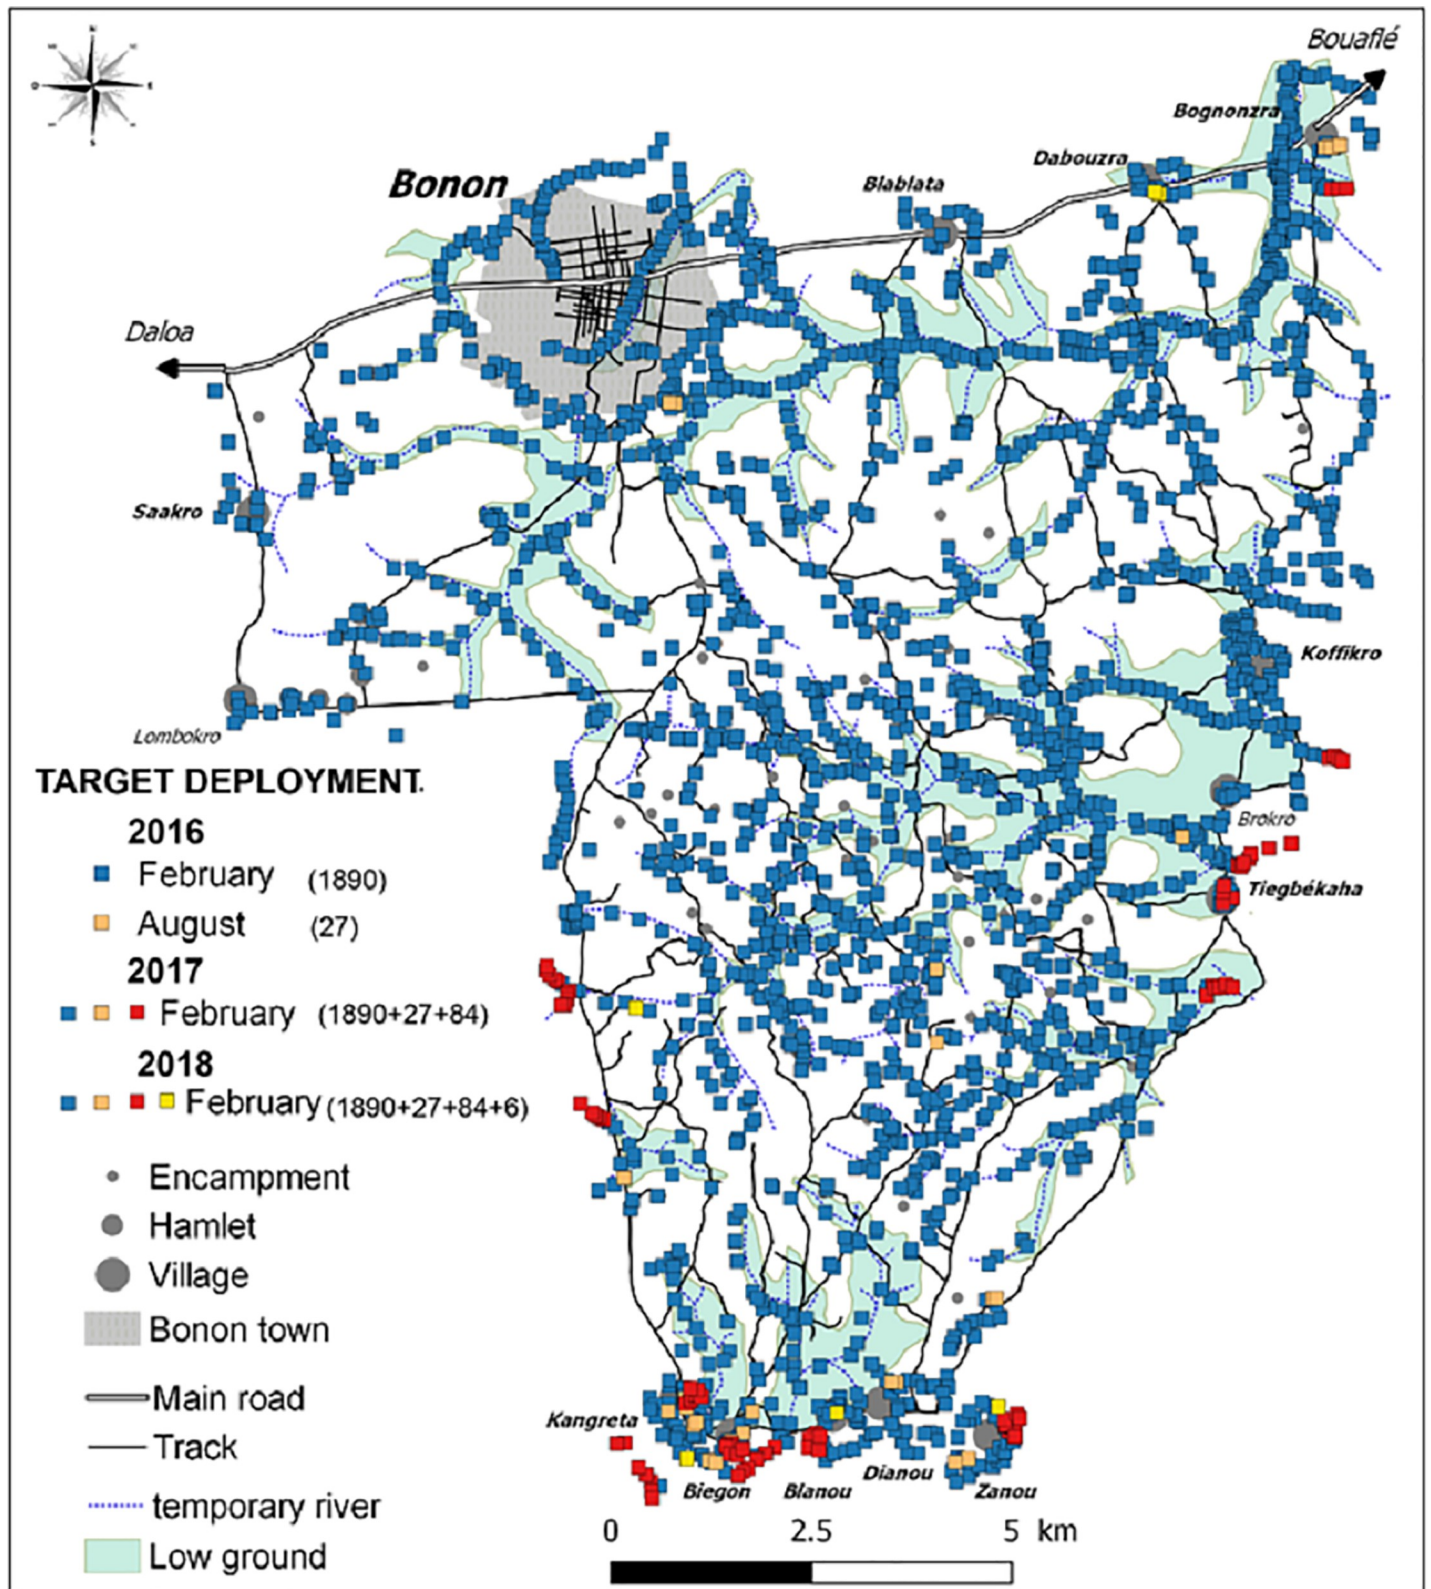 N
S
Bouaflé
Bognonzra
Dabouzra
Blablata
Bonon
Daloa
Saakro
Koffikro
Lombokro
TARGET DEPLOYMENT.
2016
February (1890)
August (27)
2017
February (1890+27+84)
2018
February (1890+27+84+6)
Brokro
Tiegbékaha
Encampment
Hamlet
Village
Bonon town
Main road
Track
temporary river
Low ground
Kangreta
Biegon
Blanou
Dianou
Zanou
0 2.5 5 km